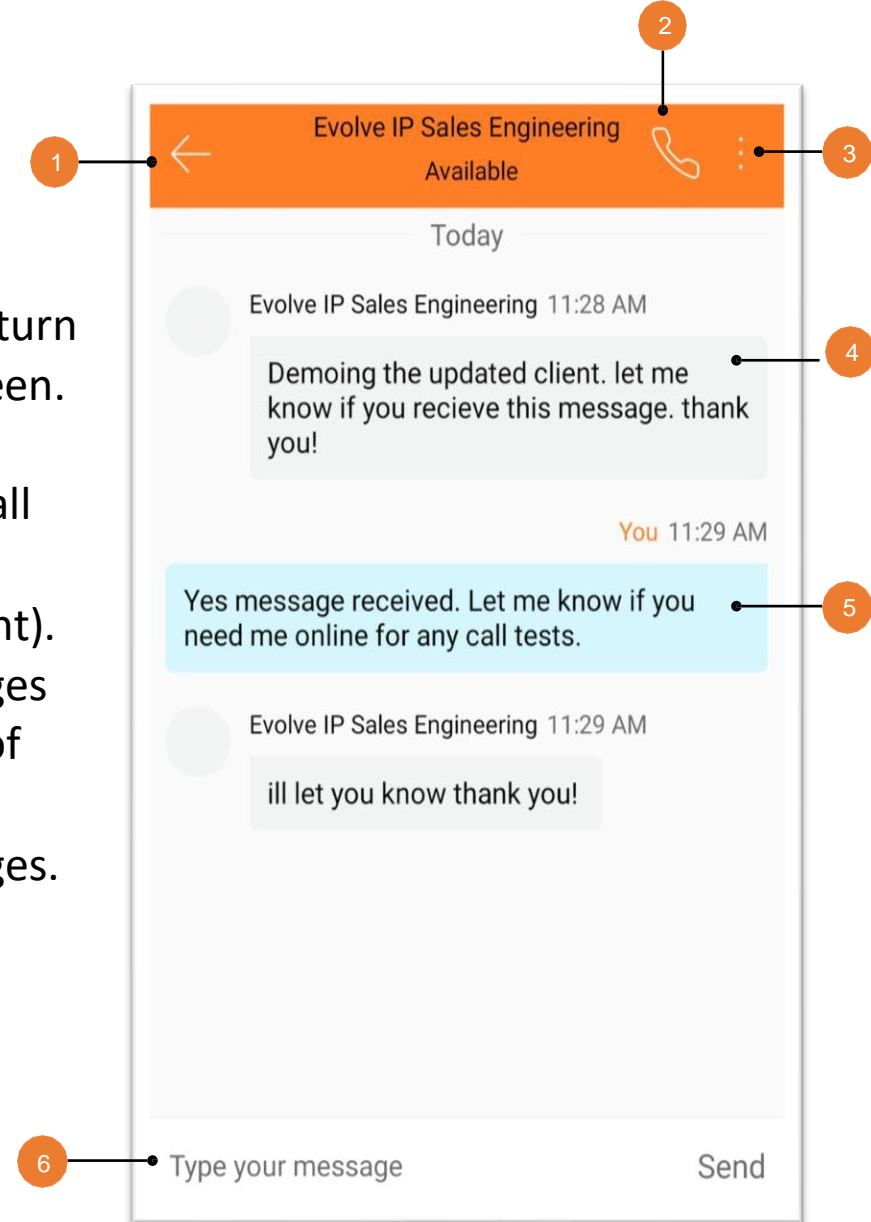 2
Evolve IP Sales Engineering
Available
1
3
Today
Evolve IP Sales Engineering 11:28 AM
turn
een.
all
nt).
ges
of
ges.
Demoing the updated client. let me
know if you recieve this message. thank
you!
4
You 11:29 AM
Yes message received. Let me know if you
need me online for any call tests.
5
Evolve IP Sales Engineering 11:29 AM
ill let you know thank you!
6
Type your message
Send